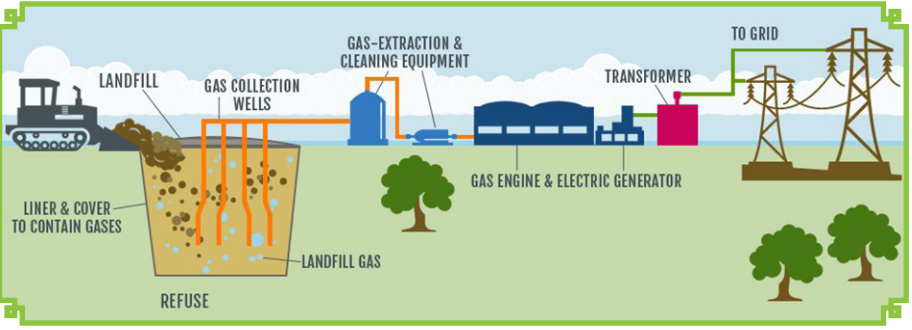 LANDFILL
GAS COLLECTION
WELLS
GAS-EXTRACTION &
CLEANING EQUIPMENT
TRANSFORMER
TO GRID
GAS ENGINE & ELECTRIC GENERATOR
LINER & COVER
TO CONTAIN GASES
LANDFILL GAS
REFUSE